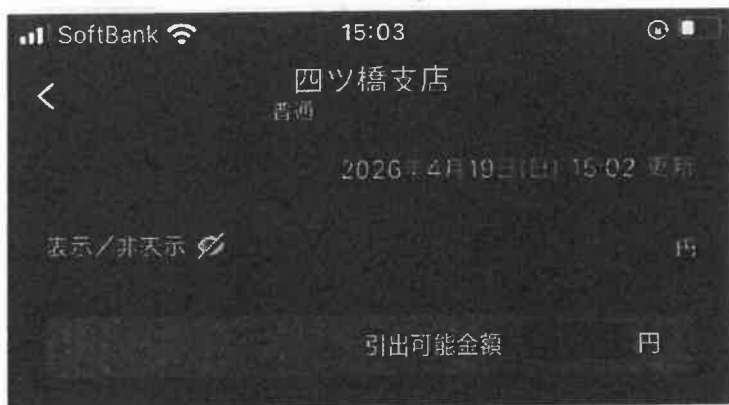 SoftBank 15:03
四ツ橋支店
普通
2026年4月19日(日) 15:02 更新
表示／非表示 円
引出可能金額 円